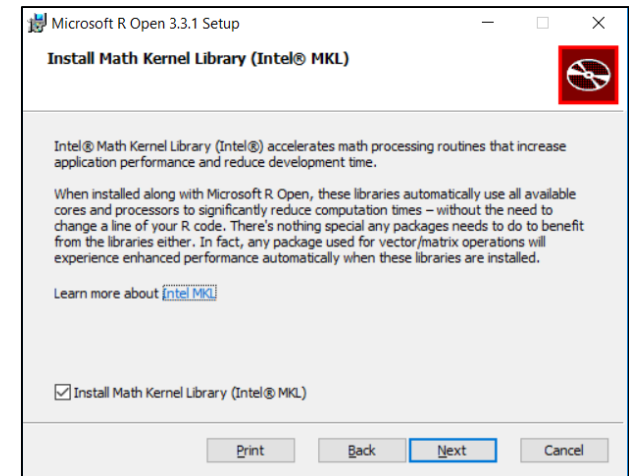 Microsoft R Open 3.3.1 Setup
Install Math Kernel Library (Intel® MKL)
Intel® Math Kernel Library (Intel®) accelerates math processing routines that increase
application performance and reduce development time.
When installed along with Microsoft R Open, these libraries automatically use all available
cores and processors to significantly reduce computation times – without the need to
change a line of your R code. There's nothing special any packages needs to do to benefit
from the libraries either. In fact, any package used for vector/matrix operations will
experience enhanced performance automatically when these libraries are installed.
Learn more about Intel MKL
Install Math Kernel Library (Intel® MKL)
Print Back Next Cancel